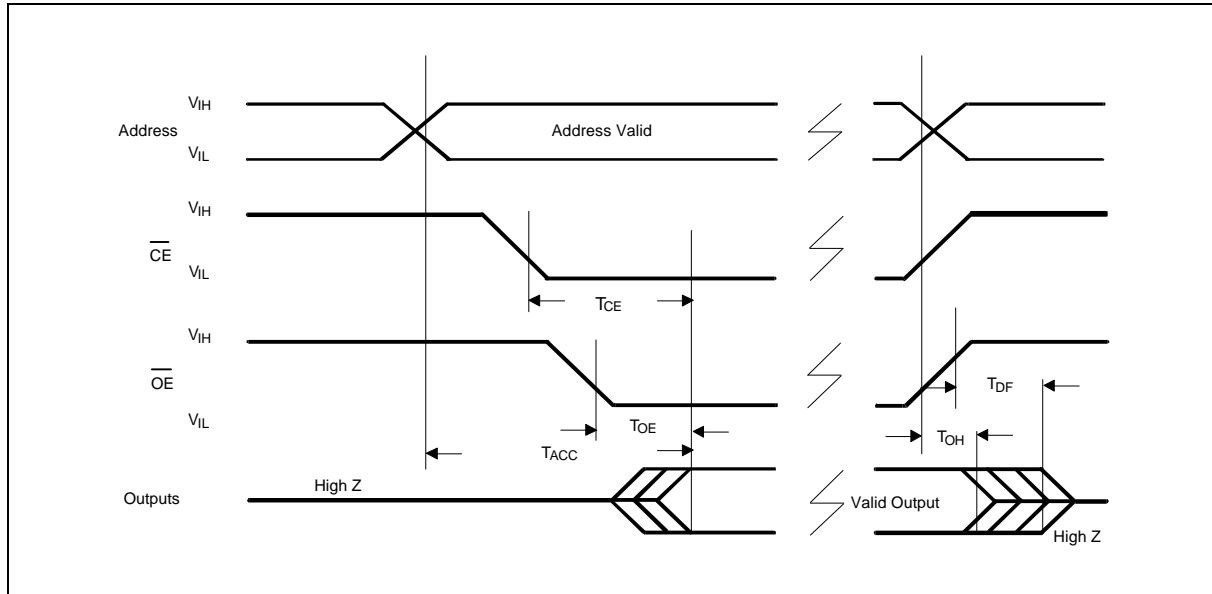 VIH
Address
Address Valid
VIL
VIH
CE
VIL
TCE
VIH
OE
TDF
VIL
TOE
TOH
TACC
High Z
Outputs
Valid Output
High Z